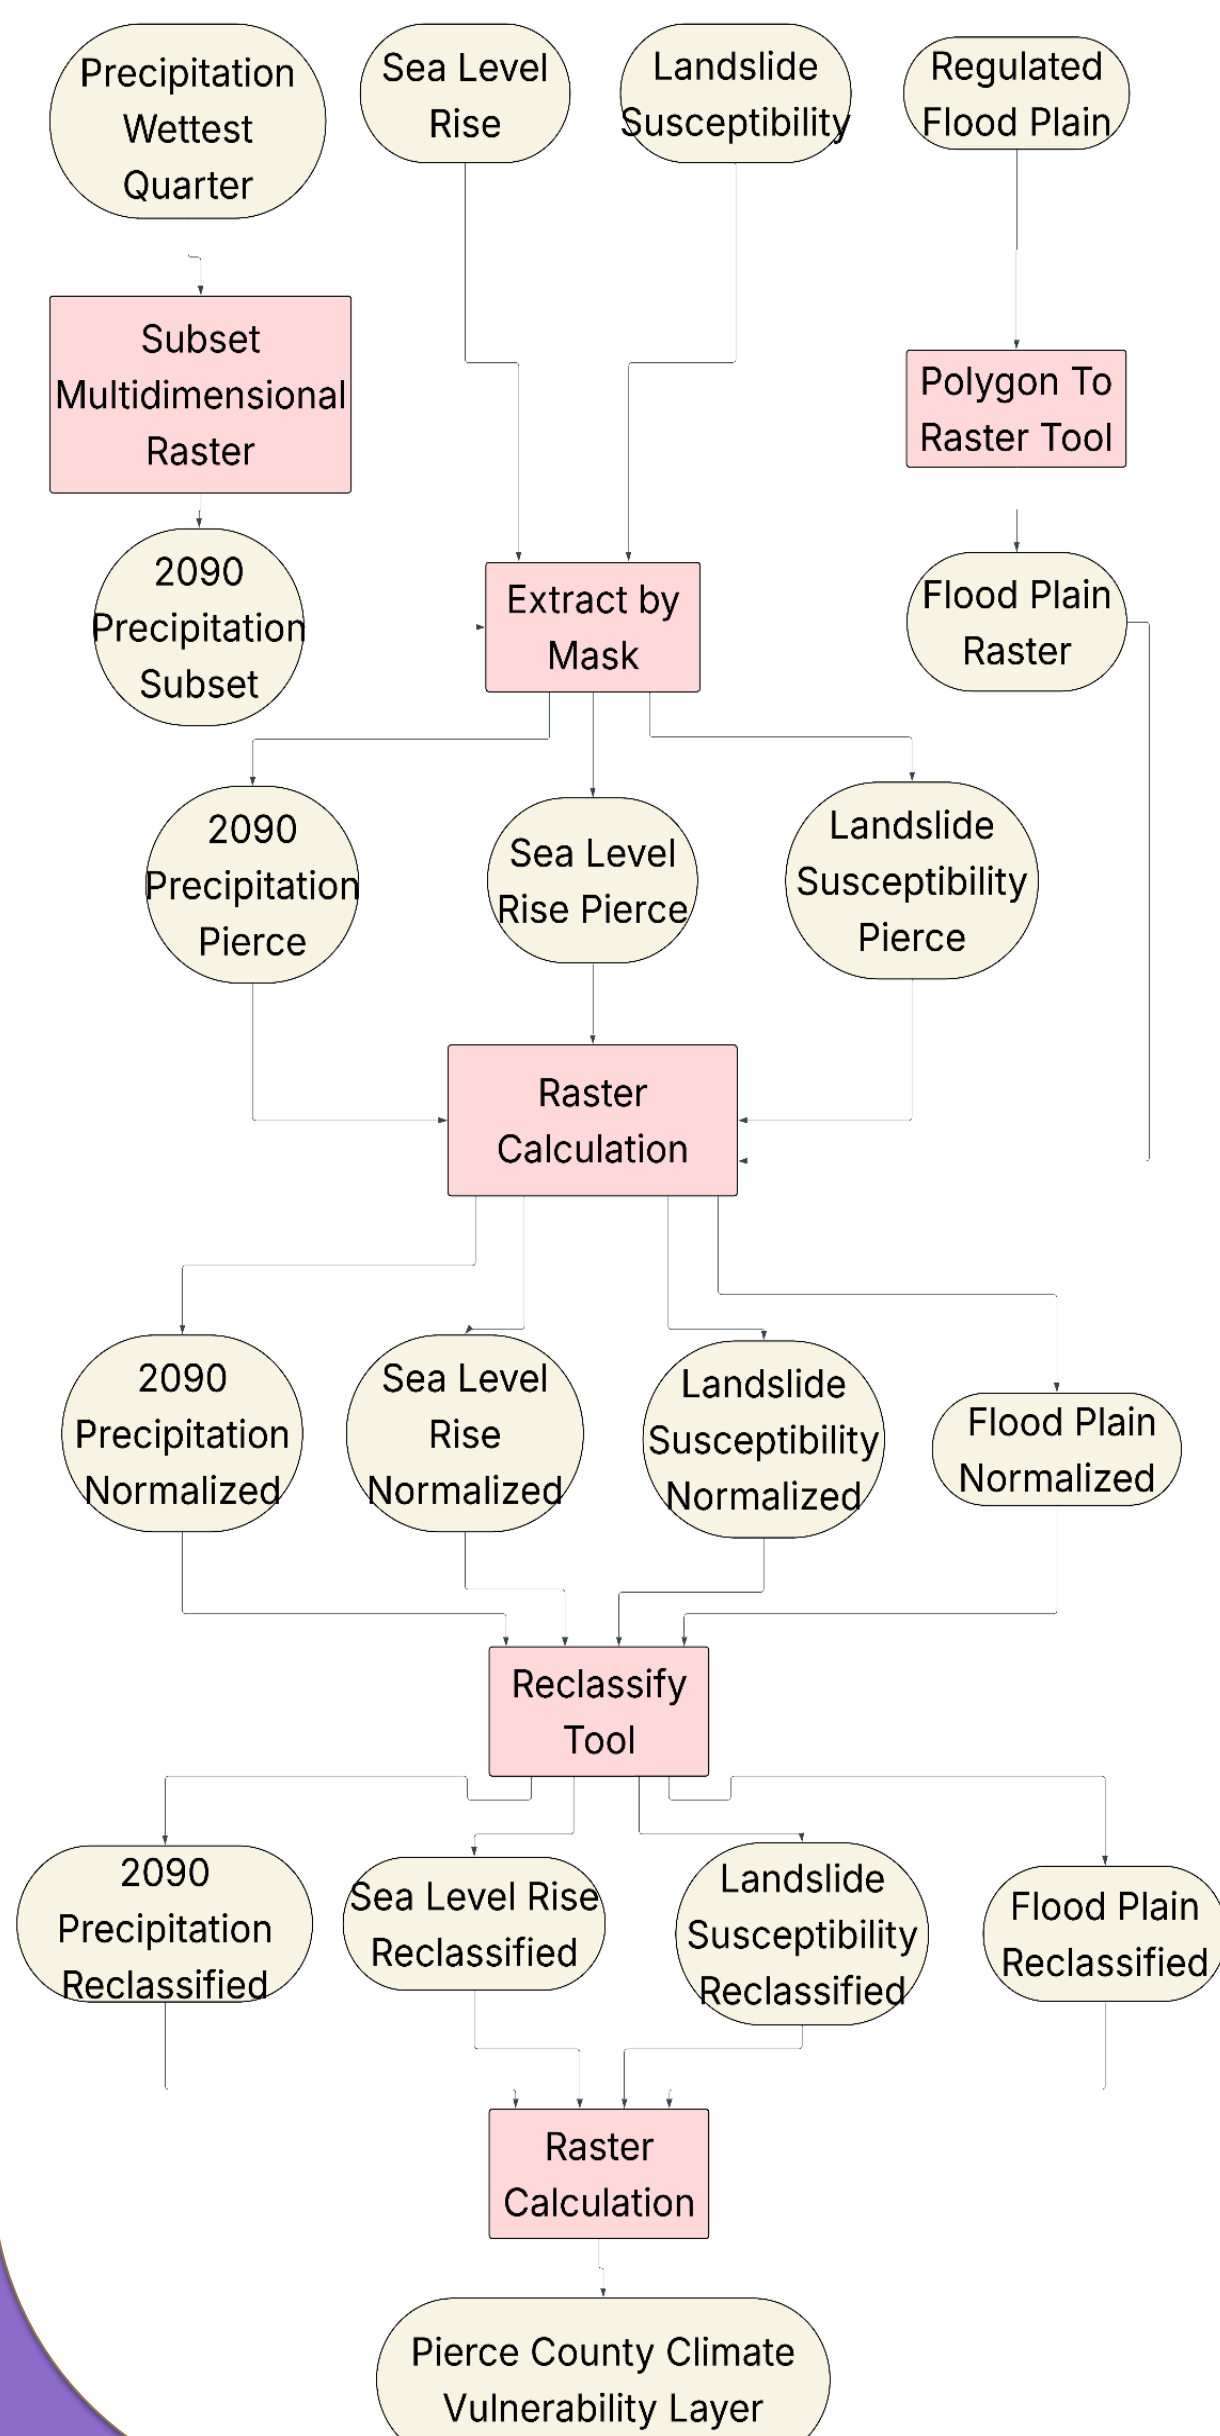 Precipitation
Wettest
Quarter
Sea Level
Rise
Landslide
Susceptibility
Regulated
Flood Plain
Subset
Multidimensional
Raster
Polygon To
Raster Tool
2090
Precipitation
Subset
Extract by
Mask
Flood Plain
Raster
2090
Precipitation
Pierce
Sea Level
Rise Pierce
Landslide
Susceptibility
Pierce
Raster
Calculation
2090
Precipitation
Normalized
Sea Level
Rise
Normalized
Landslide
Susceptibility
Normalized
Flood Plain
Normalized
Reclassify
Tool
2090
Precipitation
Reclassified
Sea Level Rise
Reclassified
Landslide
Susceptibility
Reclassified
Flood Plain
Reclassified
Raster
Calculation
Pierce County Climate
Vulnerability Layer